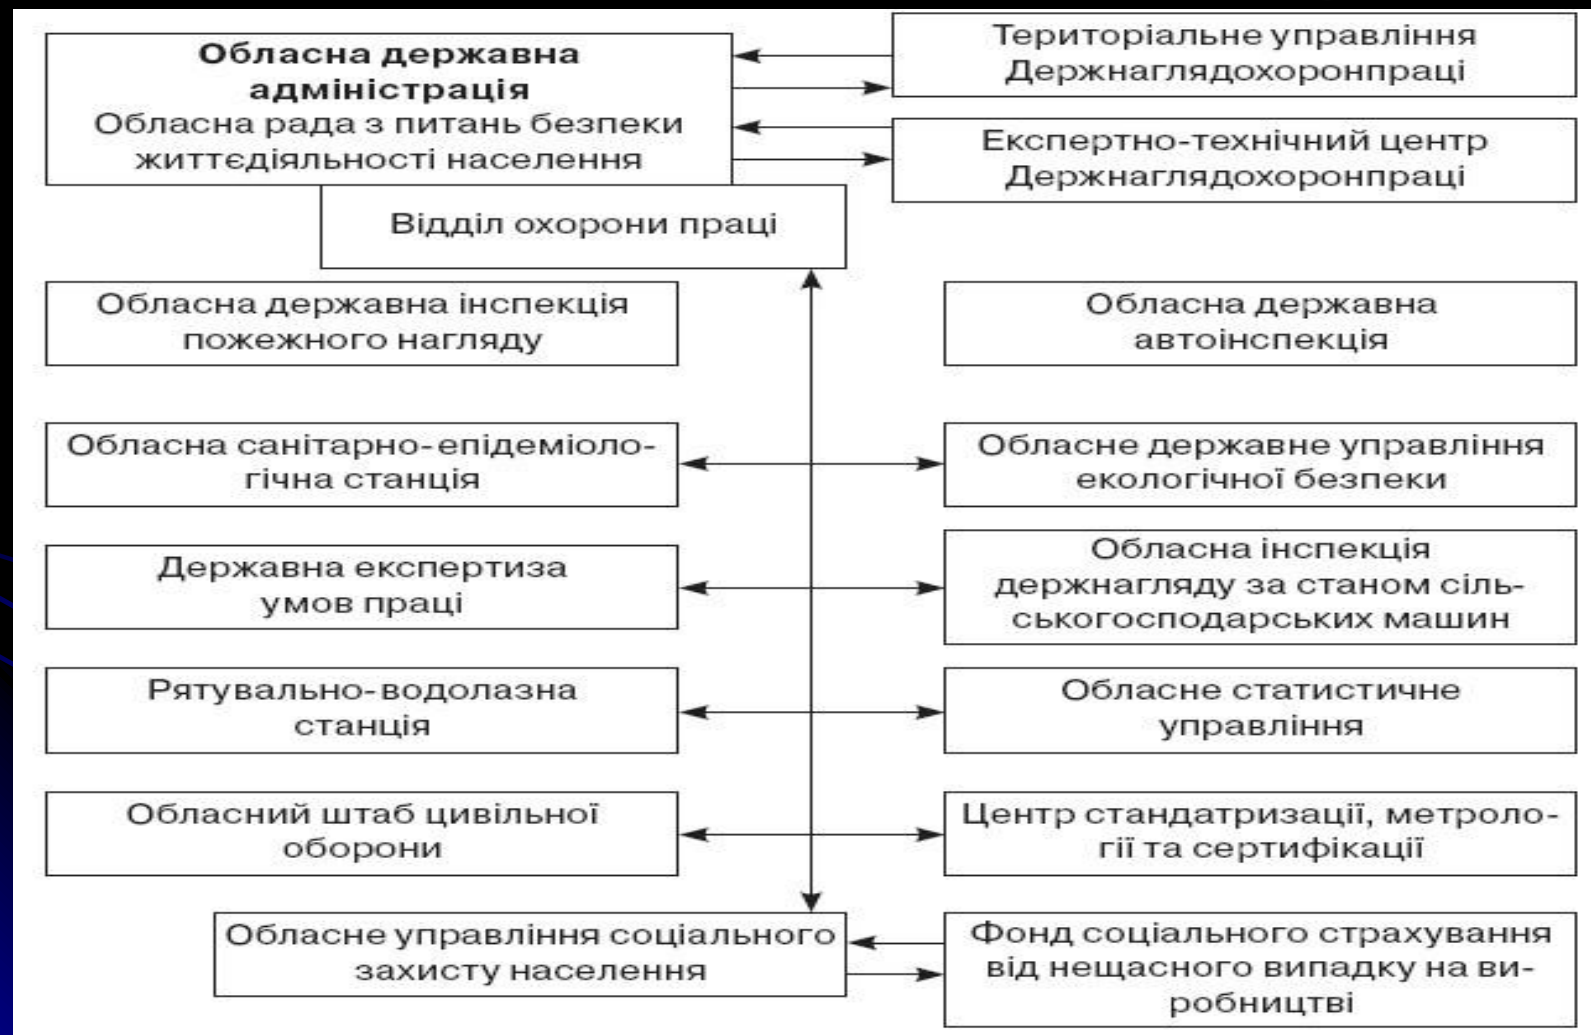 Обласна державна
адміністрація
Обласна рада з питань безпеки
життєдіяльності населення
Територіальне управління
Держнаглядохоронпраці
Експертно-технічний центр
Держнаглядохоронпраці
Відділ охорони праці
Обласна державна інспекція
пожежного нагляду
Обласна державна
автоінспекція
Обласна санітарно-епідеміоло-
гічна станція
Обласне державне управління
екологічної безпеки
Державна експертиза
умов праці
Обласна інспекція
держнагляду за станом сіль-
ськогосподарських машин
Рятувально-водолазна
станція
Обласне статистичне
управління
Обласний штаб цивільної
оборони
Центр стандатризації, метроло-
гії та сертифікації
Обласне управління соціального
захисту населення
Фонд соціального страхування
від нещасного випадку на ви-
робництві